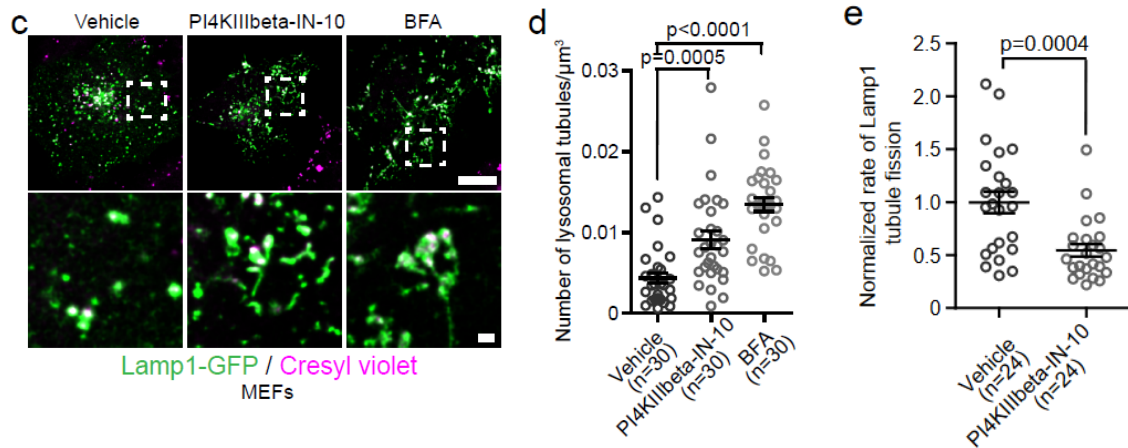 c
Vehicle
PI4KIIIbeta-IN-10
BFA
Lamp1-GFP / Cresyl violet
MEFs
d
p<0.0001
p=0.0005
Number of lysosomal tubules/µm³
0.03
0.02
0.01
0
Vehicle
(n=30)
PI4KIIIbeta-IN-10
(n=30)
BFA
(n=30)
e
p=0.0004
Normalized rate of Lamp1
tubule fission
2.5
2.0
1.5
1.0
0.5
0
Vehicle
(n=24)
PI4KIIIbeta-IN-10
(n=24)